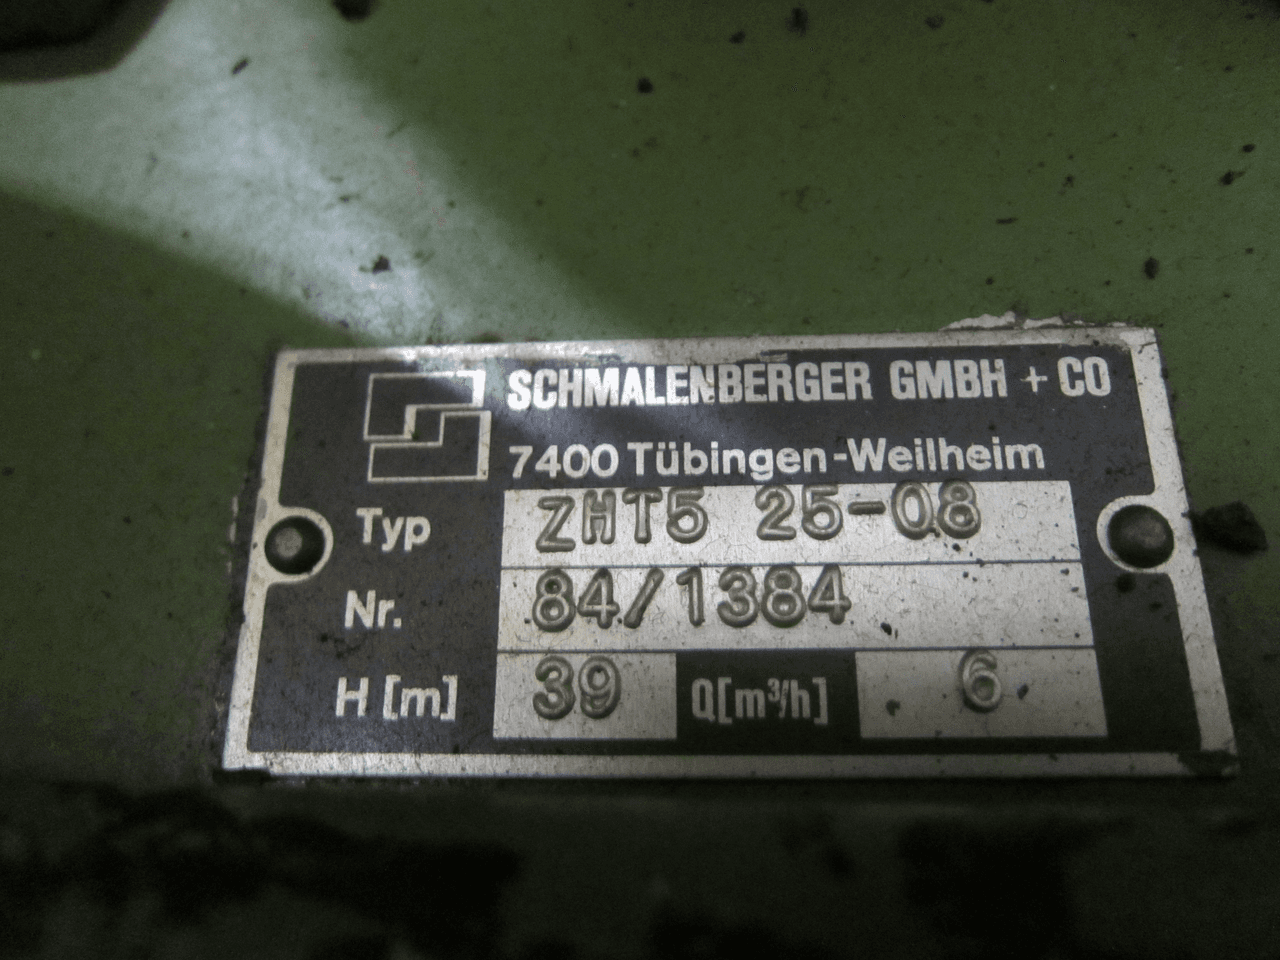 SCHMALENBERGER GMBH + CO
7400 Tübingen-Weilheim
Typ ZHT5 25-08
Nr. 84/1384
H [m] 39 Q[m³/h] 6